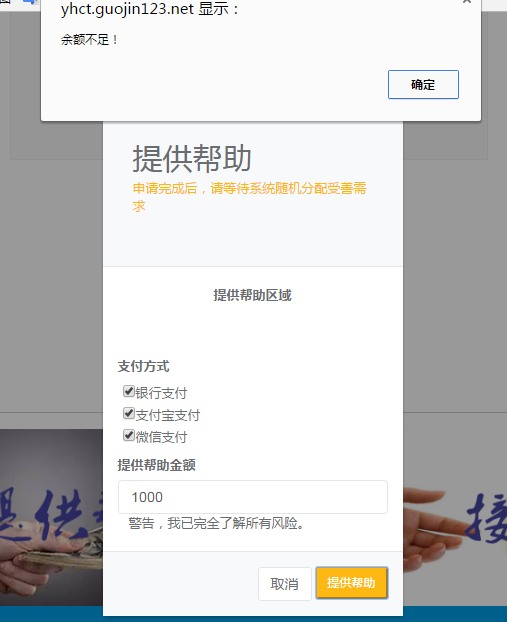 yhct.guojin123.net 显示：
余额不足！
确定
提供帮助
申请完成后，请等待系统随机分配受善需
求
提供帮助区域
支付方式
银行支付
支付宝支付
微信支付
提供帮助金额
1000
警告，我已完全了解所有风险。
提供
接
取消
提供帮助